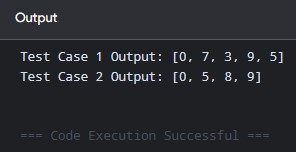 Output
Test Case 1 Output: [0, 7, 3, 9, 5]
Test Case 2 Output: [0, 5, 8, 9]
=== Code Execution Successful ===